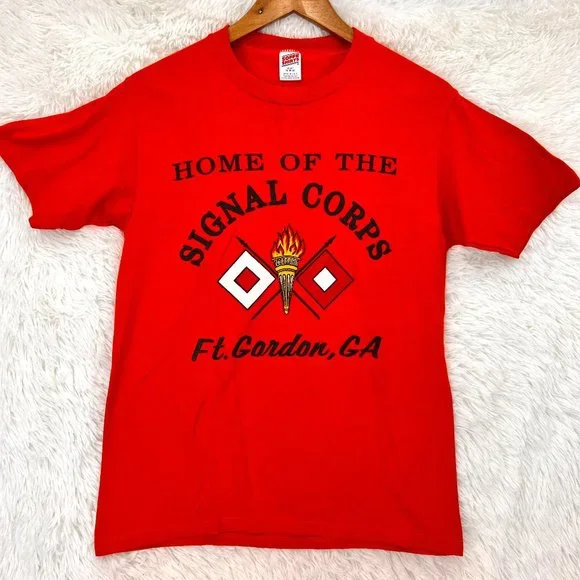 HOME OF THE
SIGNAL CORPS
Ft. Gordon, GA